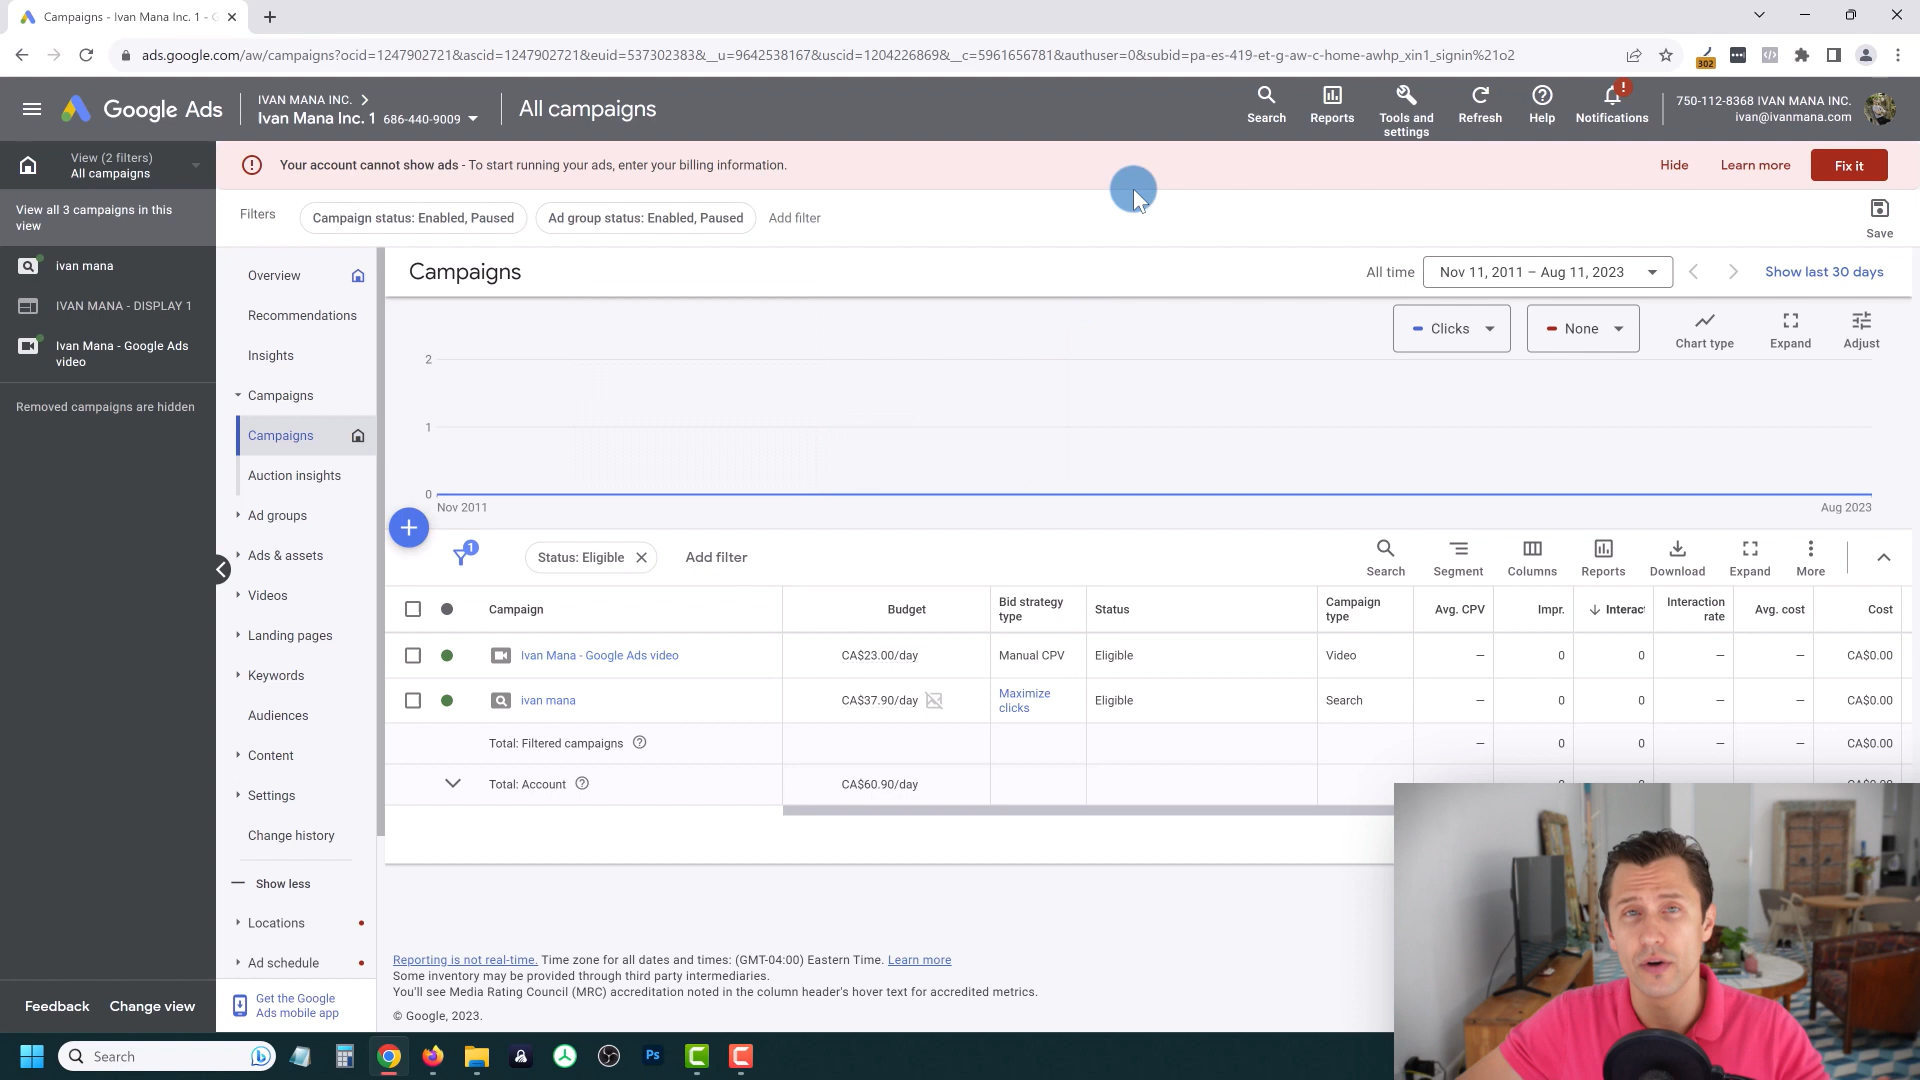 Campaigns - Ivan Mana Inc. 1 - G
ads.google.com/aw/campaigns?ocid=1247902721&ascid=1247902721&euid=537302383&__u=9642538167&uscid=1204226869&__c=5961656781&authuser=0&subid=pa-es-419-et-g-aw-c-home-awhp_xin1_signin%21o2
302
Google Ads
IVAN MANA INC.
Ivan Mana Inc. 1 686-440-9009
All campaigns
Search
Reports
Tools and
settings
Refresh
Help
!
Notifications
750-112-8368 IVAN MANA INC.
ivan@ivanmana.com
View (2 filters)
All campaigns
Your account cannot show ads - To start running your ads, enter your billing information.
Hide
Learn more
Fix it
View all 3 campaigns in this
view
Filters
Campaign status: Enabled, Paused
Ad group status: Enabled, Paused
Add filter
Save
ivan mana
IVAN MANA - DISPLAY 1
Ivan Mana - Google Ads
video
Removed campaigns are hidden
Overview
Recommendations
Insights
Campaigns
Campaigns
Auction insights
Ad groups
Ads & assets
Videos
Landing pages
Keywords
Audiences
Content
Settings
Change history
Show less
Locations
Ad schedule
Get the Google
Ads mobile app
Feedback
Change view
Campaigns
All time
Nov 11, 2011 – Aug 11, 2023
Show last 30 days
Clicks
None
Chart type
Expand
Adjust
2
1
0
Nov 2011
Aug 2023
1
Status: Eligible
Add filter
Search
Segment
Columns
Reports
Download
Expand
More
Campaign
Budget
Bid strategy
type
Status
Campaign
type
Avg. CPV
Impr.
Interac
Interaction
rate
Avg. cost
Cost
Ivan Mana - Google Ads video
CA$23.00/day
Manual CPV
Eligible
Video
–
0
0
–
–
CA$0.00
ivan mana
CA$37.90/day
Maximize
clicks
Eligible
Search
–
0
0
–
–
CA$0.00
Total: Filtered campaigns
–
0
0
–
–
CA$0.00
Total: Account
CA$60.90/day
Reporting is not real-time. Time zone for all dates and times: (GMT-04:00) Eastern Time. Learn more
Some inventory may be provided through third party intermediaries.
You'll see Media Rating Council (MRC) accreditation noted in the column header's hover text for accredited metrics.
© Google, 2023.
Search
Ps